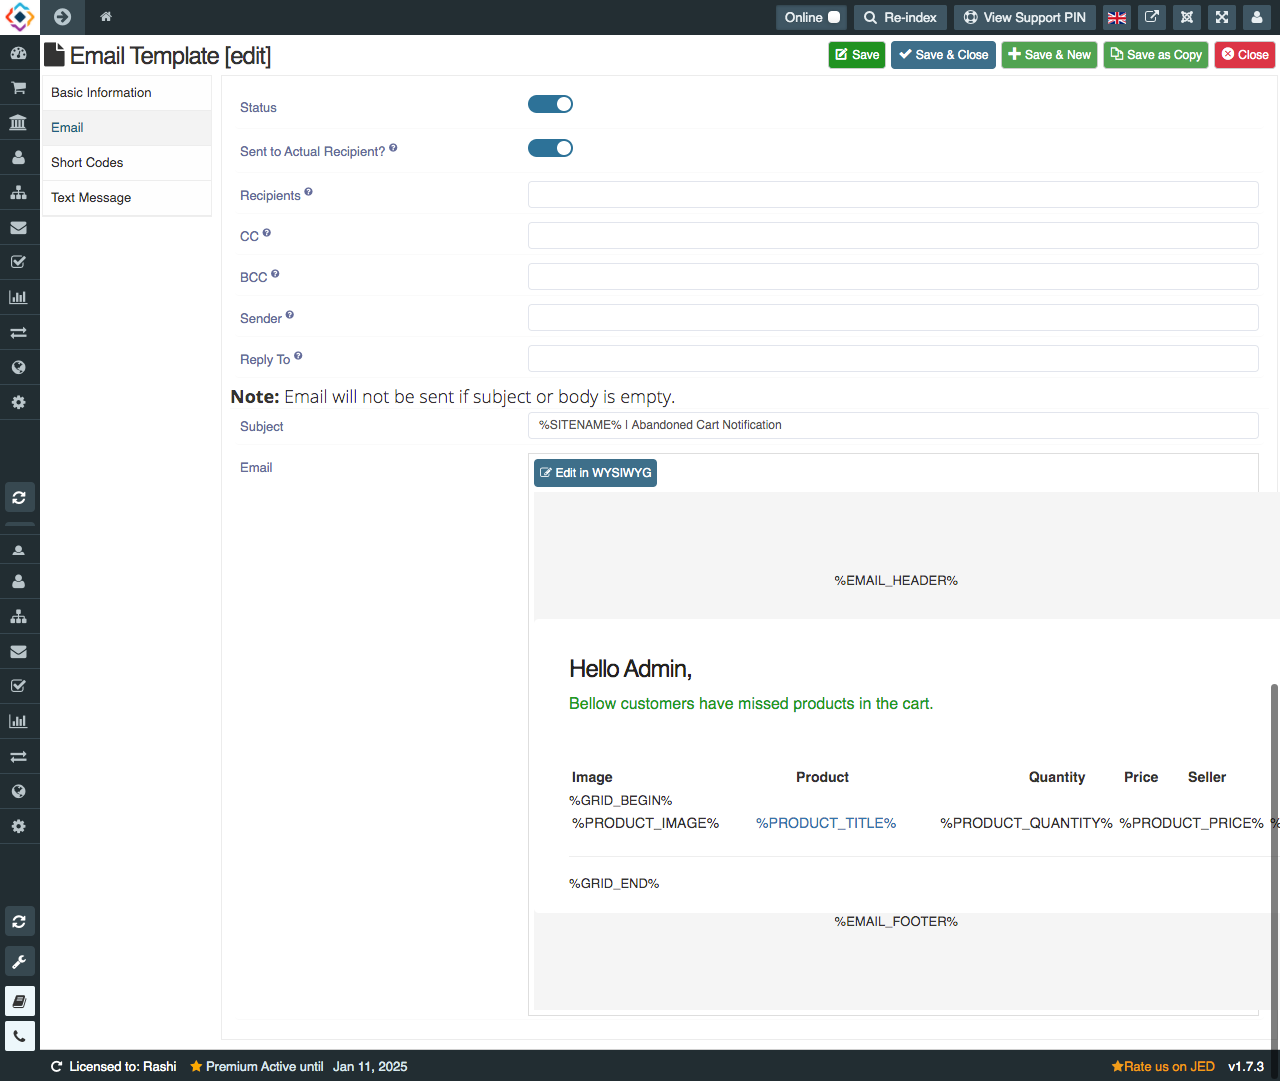 Online
Re-index
View Support PIN
Email Template [edit]
Save
Save & Close
Save & New
Save as Copy
Close
Basic Information
Email
Short Codes
Text Message
Status
Sent to Actual Recipient?
Recipients
CC
BCC
Sender
Reply To
Note: Email will not be sent if subject or body is empty.
Subject
%SITENAME% | Abandoned Cart Notification
Email
Edit in WYSIWYG
%EMAIL_HEADER%
Hello Admin,
Bellow customers have missed products in the cart.
Image Product Quantity Price Seller
%GRID_BEGIN%
%PRODUCT_IMAGE% %PRODUCT_TITLE% %PRODUCT_QUANTITY% %PRODUCT_PRICE% %
%GRID_END%
%EMAIL_FOOTER%
Licensed to: Rashi Premium Active until Jan 11, 2025 Rate us on JED v1.7.3